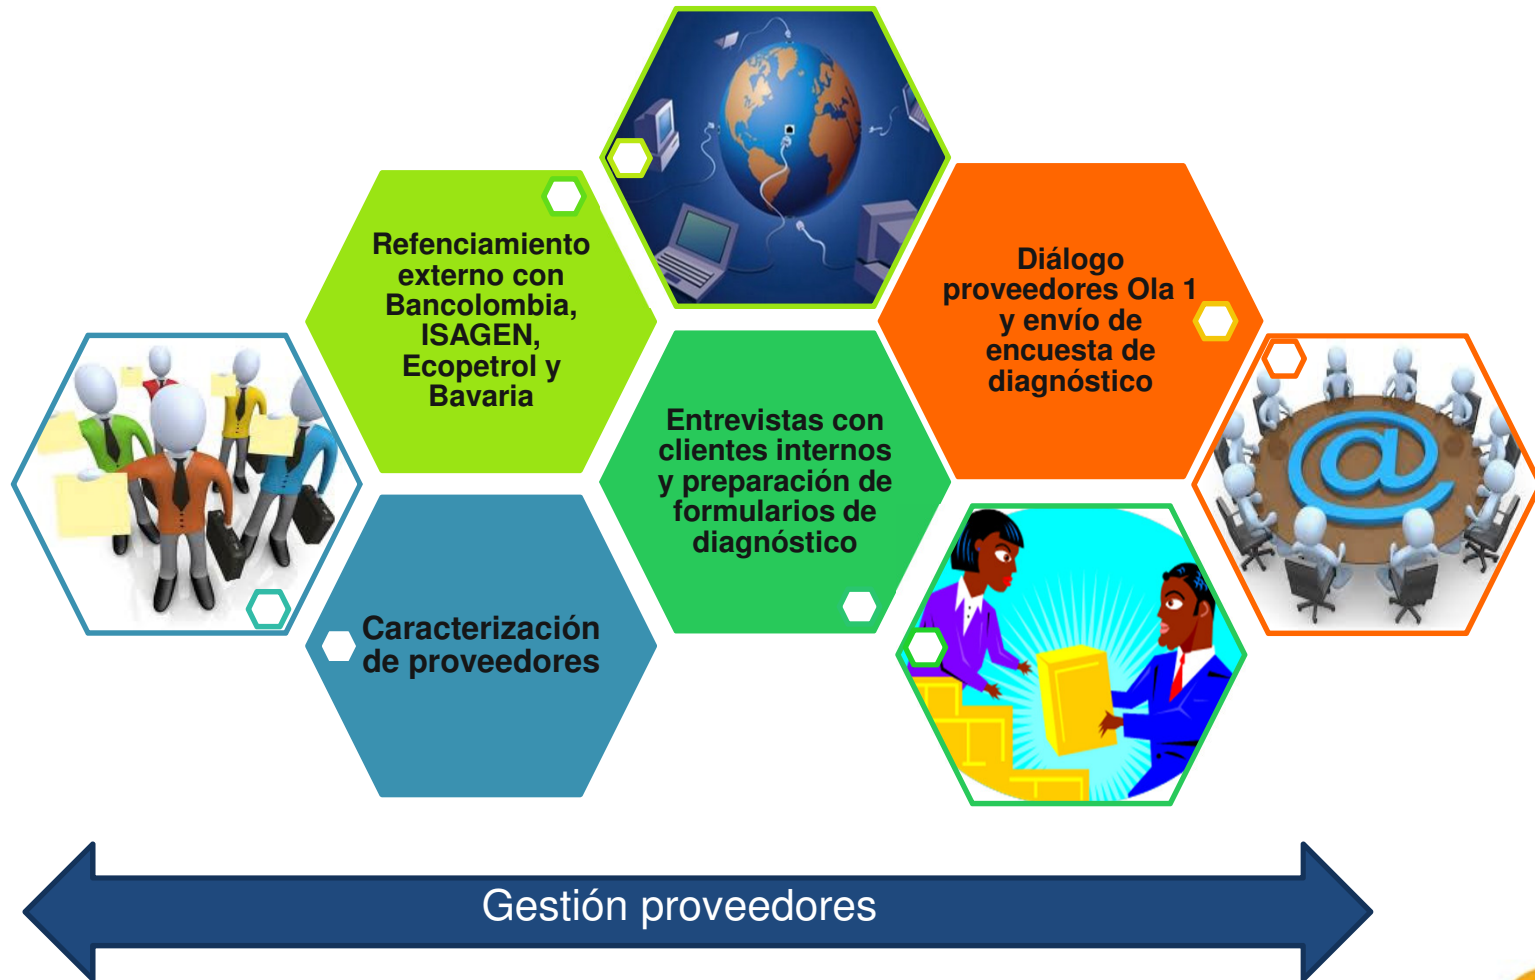 Refenciamiento
externo con
Bancolombia,
ISAGEN,
Ecopetrol y
Bavaria
Diálogo
proveedores Ola 1
y envío de
encuesta de
diagnóstico
Entrevistas con
clientes internos
y preparación de
formularios de
diagnóstico
Caracterización
de proveedores
@
Gestión proveedores